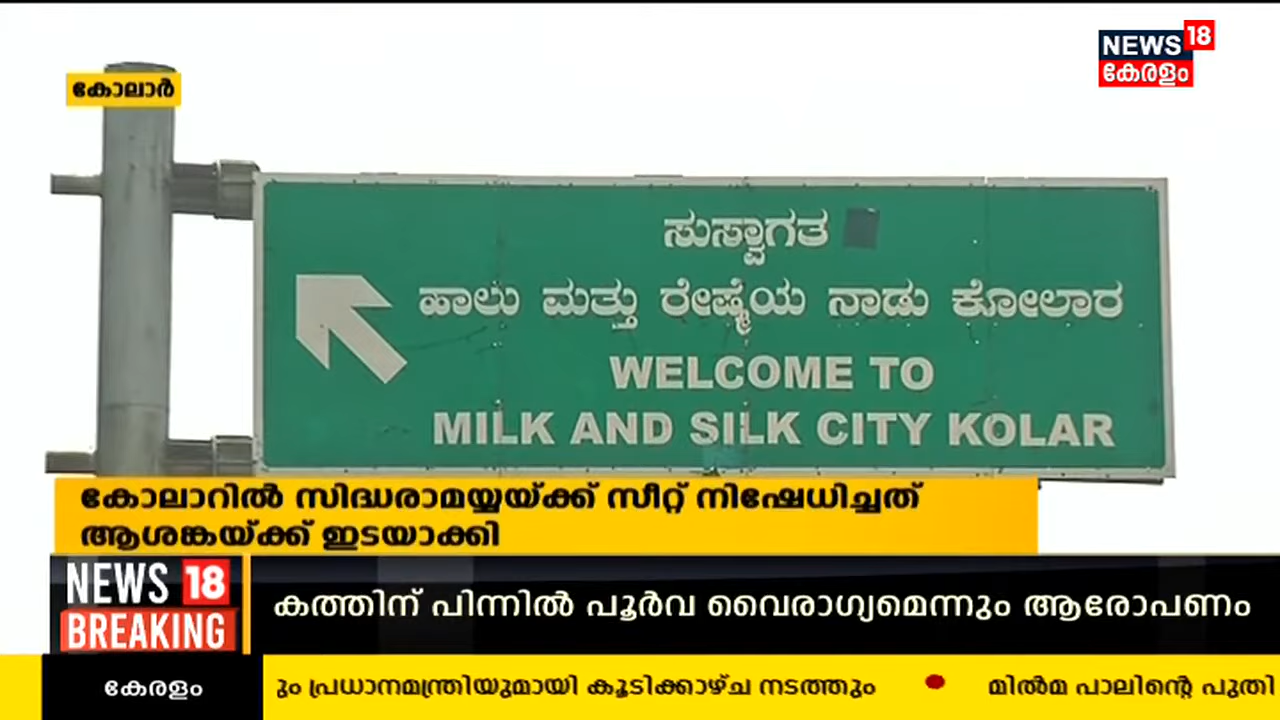 NEWS 18
കേരളം
കോലാർ
ಸುಸ್ವಾಗತ
ಹಾಲು ಮತ್ತು ರೇಷ್ಮೆಯ ನಾಡು ಕೋಲಾರ
WELCOME TO
MILK AND SILK CITY KOLAR
കോലാറിൽ സിദ്ധരാമയ്യയ്ക്ക് സീറ്റ് നിഷേധിച്ചത്
ആശങ്കയ്ക്ക് ഇടയാക്കി
NEWS 18
BREAKING
കത്തിന് പിന്നിൽ പൂർവ വൈരാഗ്യമെന്നും ആരോപണം
കേരളം
ും പ്രധാനമന്ത്രിയുമായി കൂടിക്കാഴ്ച നടത്തും • മിൽമ പാലിന്റെ പുതി